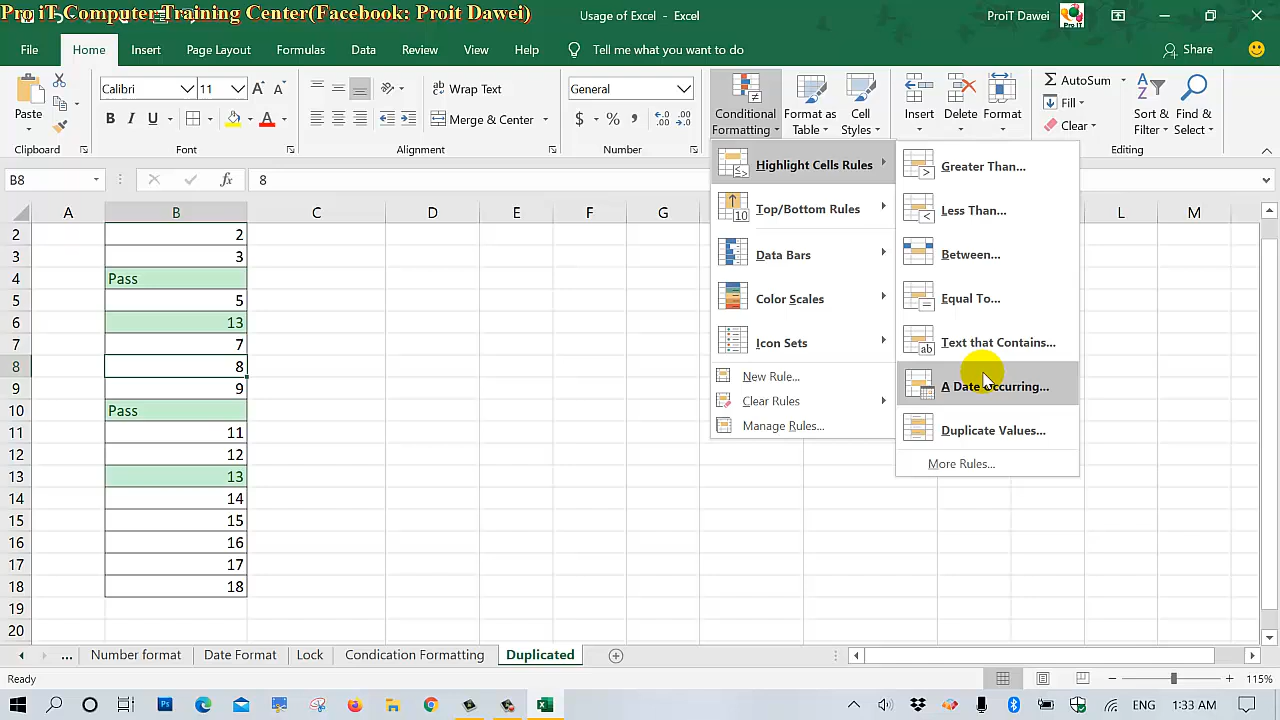 Pro iT Computer Training Center(Facebook: Proit Dawei)
Usage of Excel - Excel
ProiT Dawei
File Home Insert Page Layout Formulas Data Review View Help Tell me what you want to do Share
Calibri 11 Wrap Text General AutoSum
Paste Merge & Center Conditional Formatting Format as Table Cell Styles Insert Delete Format Fill Clear Sort & Filter Find & Select
Clipboard Font Alignment Number Editing
B8 8
Highlight Cells Rules
Top/Bottom Rules
Data Bars
Color Scales
Icon Sets
New Rule...
Clear Rules
Manage Rules...
Greater Than...
Less Than...
Between...
Equal To...
Text that Contains...
A Date Occurring...
Duplicate Values...
More Rules...
A B C D E F G L M
2 2
3 3
4 Pass
5 5
6 13
7 7
8 8
9 9
10 Pass
11 11
12 12
13 13
14 14
15 15
16 16
17 17
18 18
19
20
... Number format Date Format Lock Condication Formatting Duplicated
Ready 115%
ENG 1:33 AM